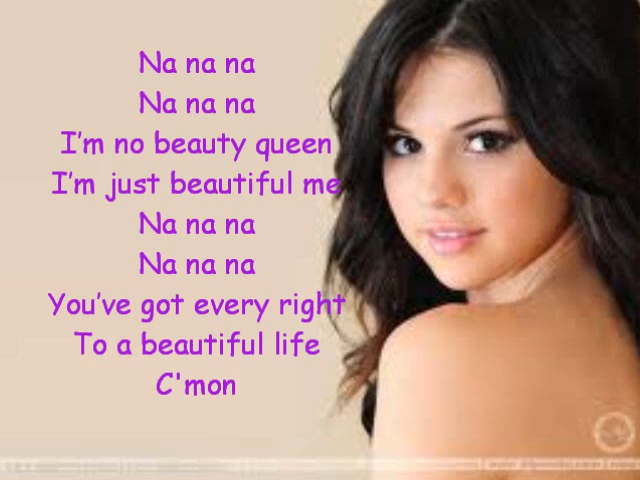 Na na na
Na na na
I'm no beauty queen
I'm just beautiful me
Na na na
Na na na
You've got every right
To a beautiful life
C'mon